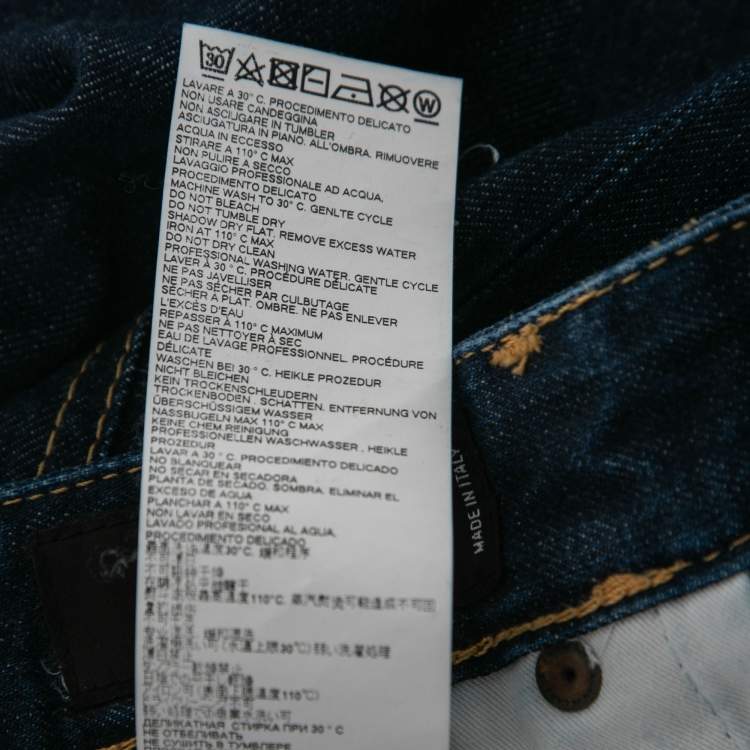 30 W
LAVARE A 30° C. PROCEDIMENTO DELICATO
NON USARE CANDEGGINA
NON ASCIUGARE IN TUMBLER
ASCIUGATURA IN PIANO. ALL'OMBRA. RIMUOVERE
ACQUA IN ECCESSO
STIRARE A 110° C MAX
NON PULIRE A SECCO
LAVAGGIO PROFESSIONALE AD ACQUA,
PROCEDIMENTO DELICATO
MACHINE WASH TO 30° C. GENLTE CYCLE
DO NOT BLEACH
DO NOT TUMBLE DRY
SHADOW DRY FLAT. REMOVE EXCESS WATER
IRON AT 110° C MAX
DO NOT DRY CLEAN
PROFESSIONAL WASHING WATER. GENTLE CYCLE
LAVER À 30 ° C. PROCÉDURE DÉLICATE
NE PAS JAVELLISER
NE PAS SÉCHER PAR CULBUTAGE
SÉCHER A PLAT. OMBRE. NE PAS ENLEVER
L'EXCÈS D'EAU
REPASSER À 110° C MAXIMUM
NE PAS NETTOYER À SEC
EAU DE LAVAGE PROFESSIONNEL. PROCÉDURE
DÉLICATE
WASCHEN BEI 30 ° C. HEIKLE PROZEDUR
NICHT BLEICHEN
KEIN TROCKENSCHLEUDERN
TROCKENBODEN . SCHATTEN. ENTFERNUNG VON
ÜBERSCHÜSSIGEM WASSER
NASSBUGELN MAX 110° C MAX
KEINE CHEM.REINIGUNG
PROFESSIONELLEN WASCHWASSER . HEIKLE
PROZEDUR
LAVAR A 30 ° C. PROCEDIMIENTO DELICADO
NO BLANQUEAR
NO SECAR EN SECADORA
PLANTA DE SECADO. SOMBRA. ELIMINAR EL
EXCESO DE AGUA
PLANCHAR A 110° C MAX
NON LAVAR EN SECO
LAVADO PROFESIONAL AL AGUA,
PROCEDIMIENTO DELICADO
30°C.
110°C.
30°C
110°C
ДЕЛИКАТНАЯ СТИРКА ПРИ 30 ° C
НЕ ОТБЕЛИВАТЬ
НЕ СУШИТЬ В ТУМБЛЕРЕ
MADE IN ITALY